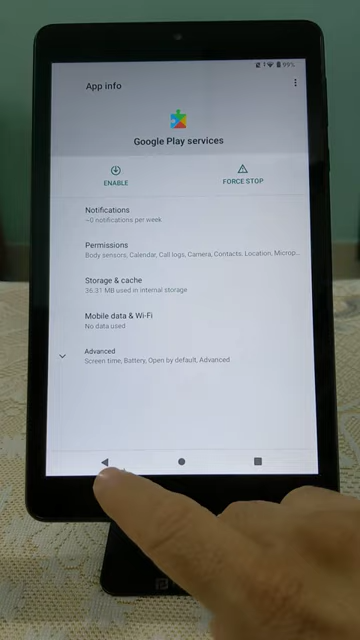 99%
App info
Google Play services
ENABLE
FORCE STOP
Notifications
~0 notifications per week
Permissions
Body sensors, Calendar, Call logs, Camera, Contacts, Location, Microp...
Storage & cache
36.31 MB used in internal storage
Mobile data & Wi-Fi
No data used
Advanced
Screen time, Battery, Open by default, Advanced